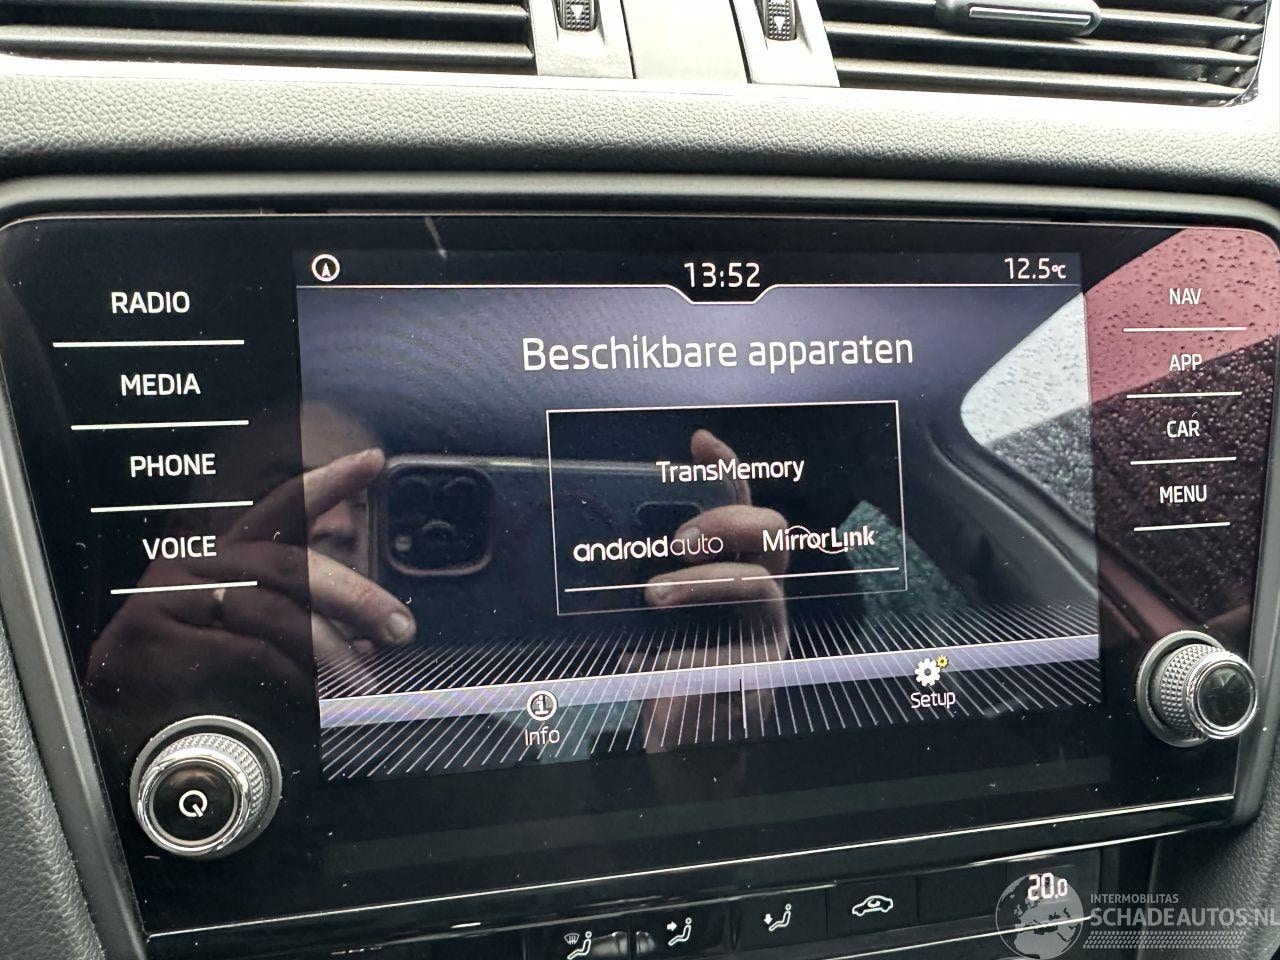 13:52
12.5°C
RADIO
MEDIA
PHONE
VOICE
Beschikbare apparaten
TransMemory
androidauto
MirrorLink
Info
Setup
NAV
APP
CAR
MENU
20.0
INTERMOBILITAS
SCHADEAUTOS.NL